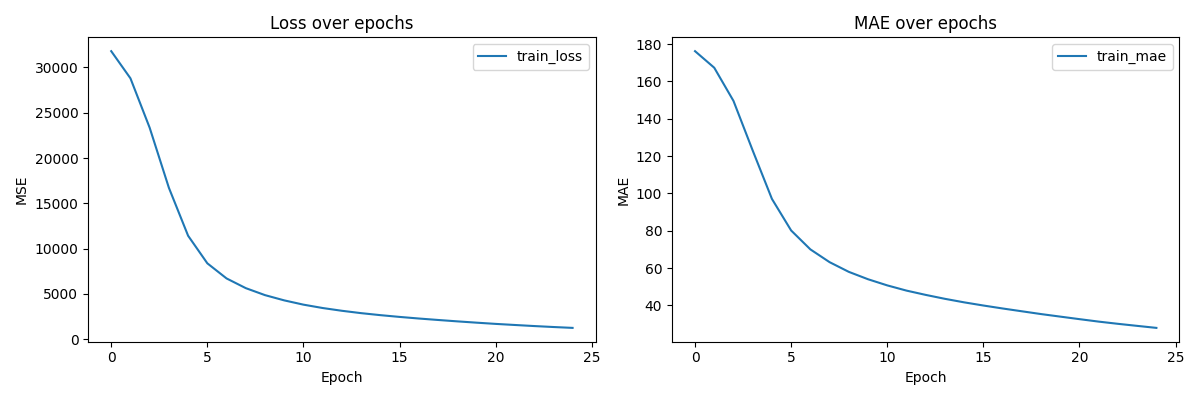 Loss over epochs
train_loss
30000
25000
20000
15000
10000
5000
0
MSE
0 5 10 15 20 25
Epoch
MAE over epochs
train_mae
180
160
140
120
100
80
60
40
MAE
0 5 10 15 20 25
Epoch